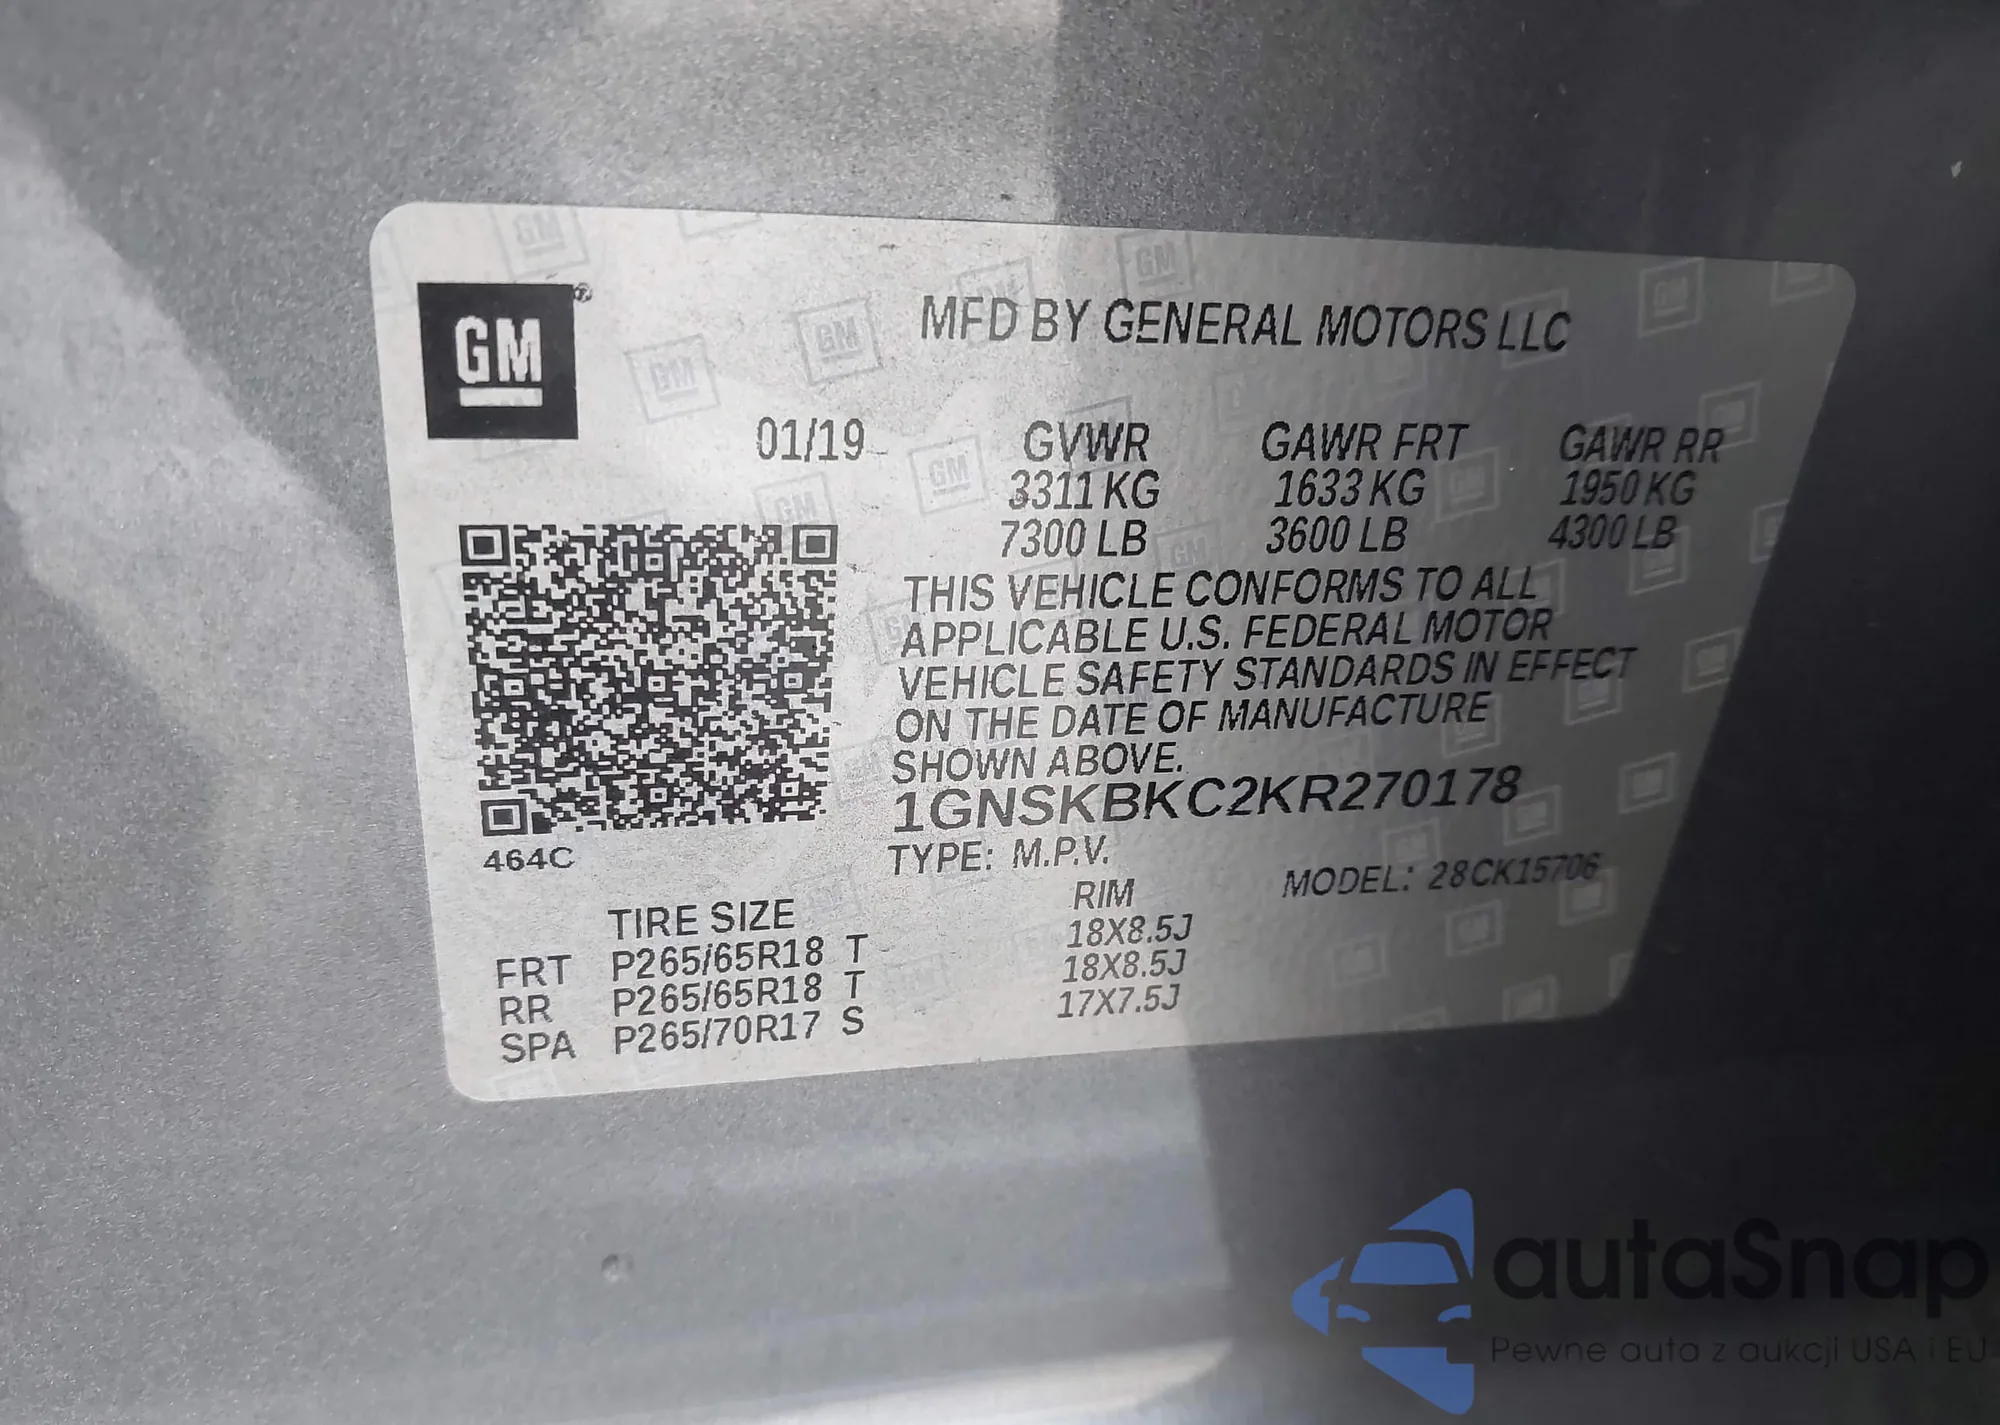 GM®
MFD BY GENERAL MOTORS LLC
01/19 GVWR GAWR FRT GAWR RR
3311 KG 1633 KG 1950 KG
7300 LB 3600 LB 4300 LB
THIS VEHICLE CONFORMS TO ALL
APPLICABLE U.S. FEDERAL MOTOR
VEHICLE SAFETY STANDARDS IN EFFECT
ON THE DATE OF MANUFACTURE
SHOWN ABOVE.
1GNSKBKC2KR270178
464C
TYPE: M.P.V. MODEL: 28CK15706
TIRE SIZE RIM
FRT P265/65R18 T 18X8.5J
RR P265/65R18 T 18X8.5J
SPA P265/70R17 S 17X7.5J
autaSnap
Pewne auta z aukcji USA i EU